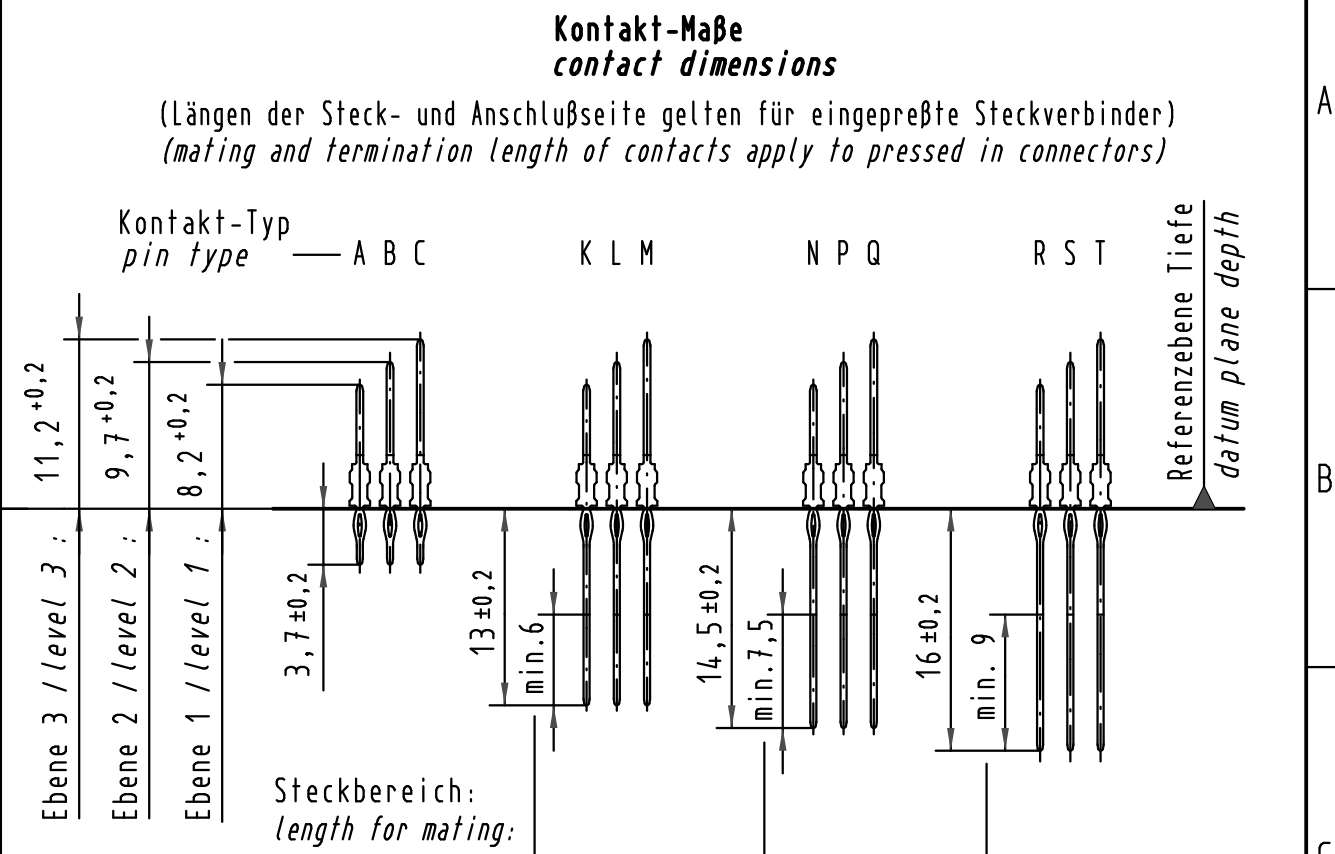 Kontakt-Maße
contact dimensions
(Längen der Steck- und Anschlußseite gelten für eingepreßte Steckverbinder)
(mating and termination length of contacts apply to pressed in connectors)
A
Kontakt-Typ
pin type
A B C
K L M
N P Q
R S T
Referenzebene Tiefe
datum plane depth
B
11,2 +0,2
9,7 +0,2
8,2 +0,2
Ebene 3 / level 3 :
Ebene 2 / level 2 :
Ebene 1 / level 1 :
3,7 ±0,2
13 ±0,2
min.6
14,5 ±0,2
min.7,5
16 ±0,2
min. 9
Steckbereich:
length for mating: